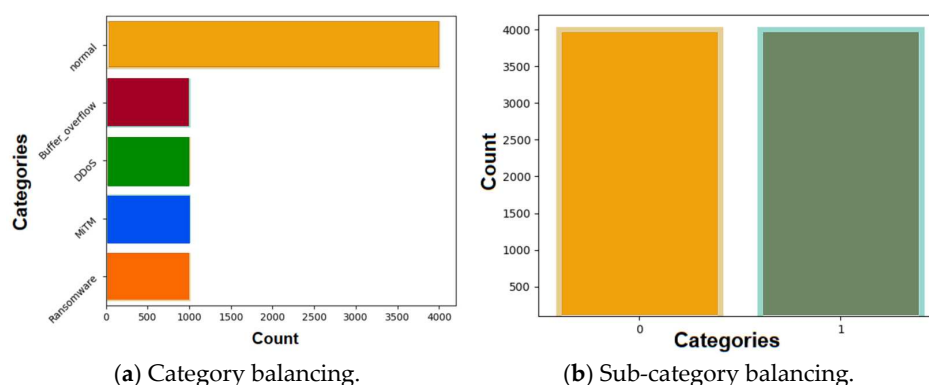 normal
Buffer_overflow
DDoS
MiTM
Ransomware
Categories
0 500 1000 1500 2000 2500 3000 3500 4000
Count
(a) Category balancing.
4000
3500
3000
2500
2000
1500
1000
500
Count
0 1
Categories
(b) Sub-category balancing.